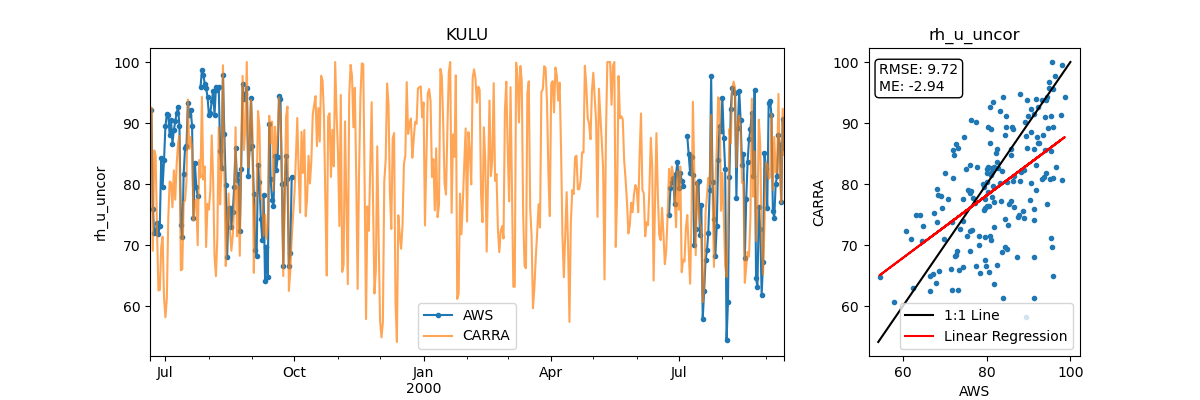 KULU
rh_u_uncor
100
90
80
70
60
rh_u_uncor
AWS
CARRA
Jul
Oct
Jan
2000
Apr
Jul
rh_u_uncor
RMSE: 9.72
ME: -2.94
100
90
80
70
60
CARRA
1:1 Line
Linear Regression
60
80
100
AWS